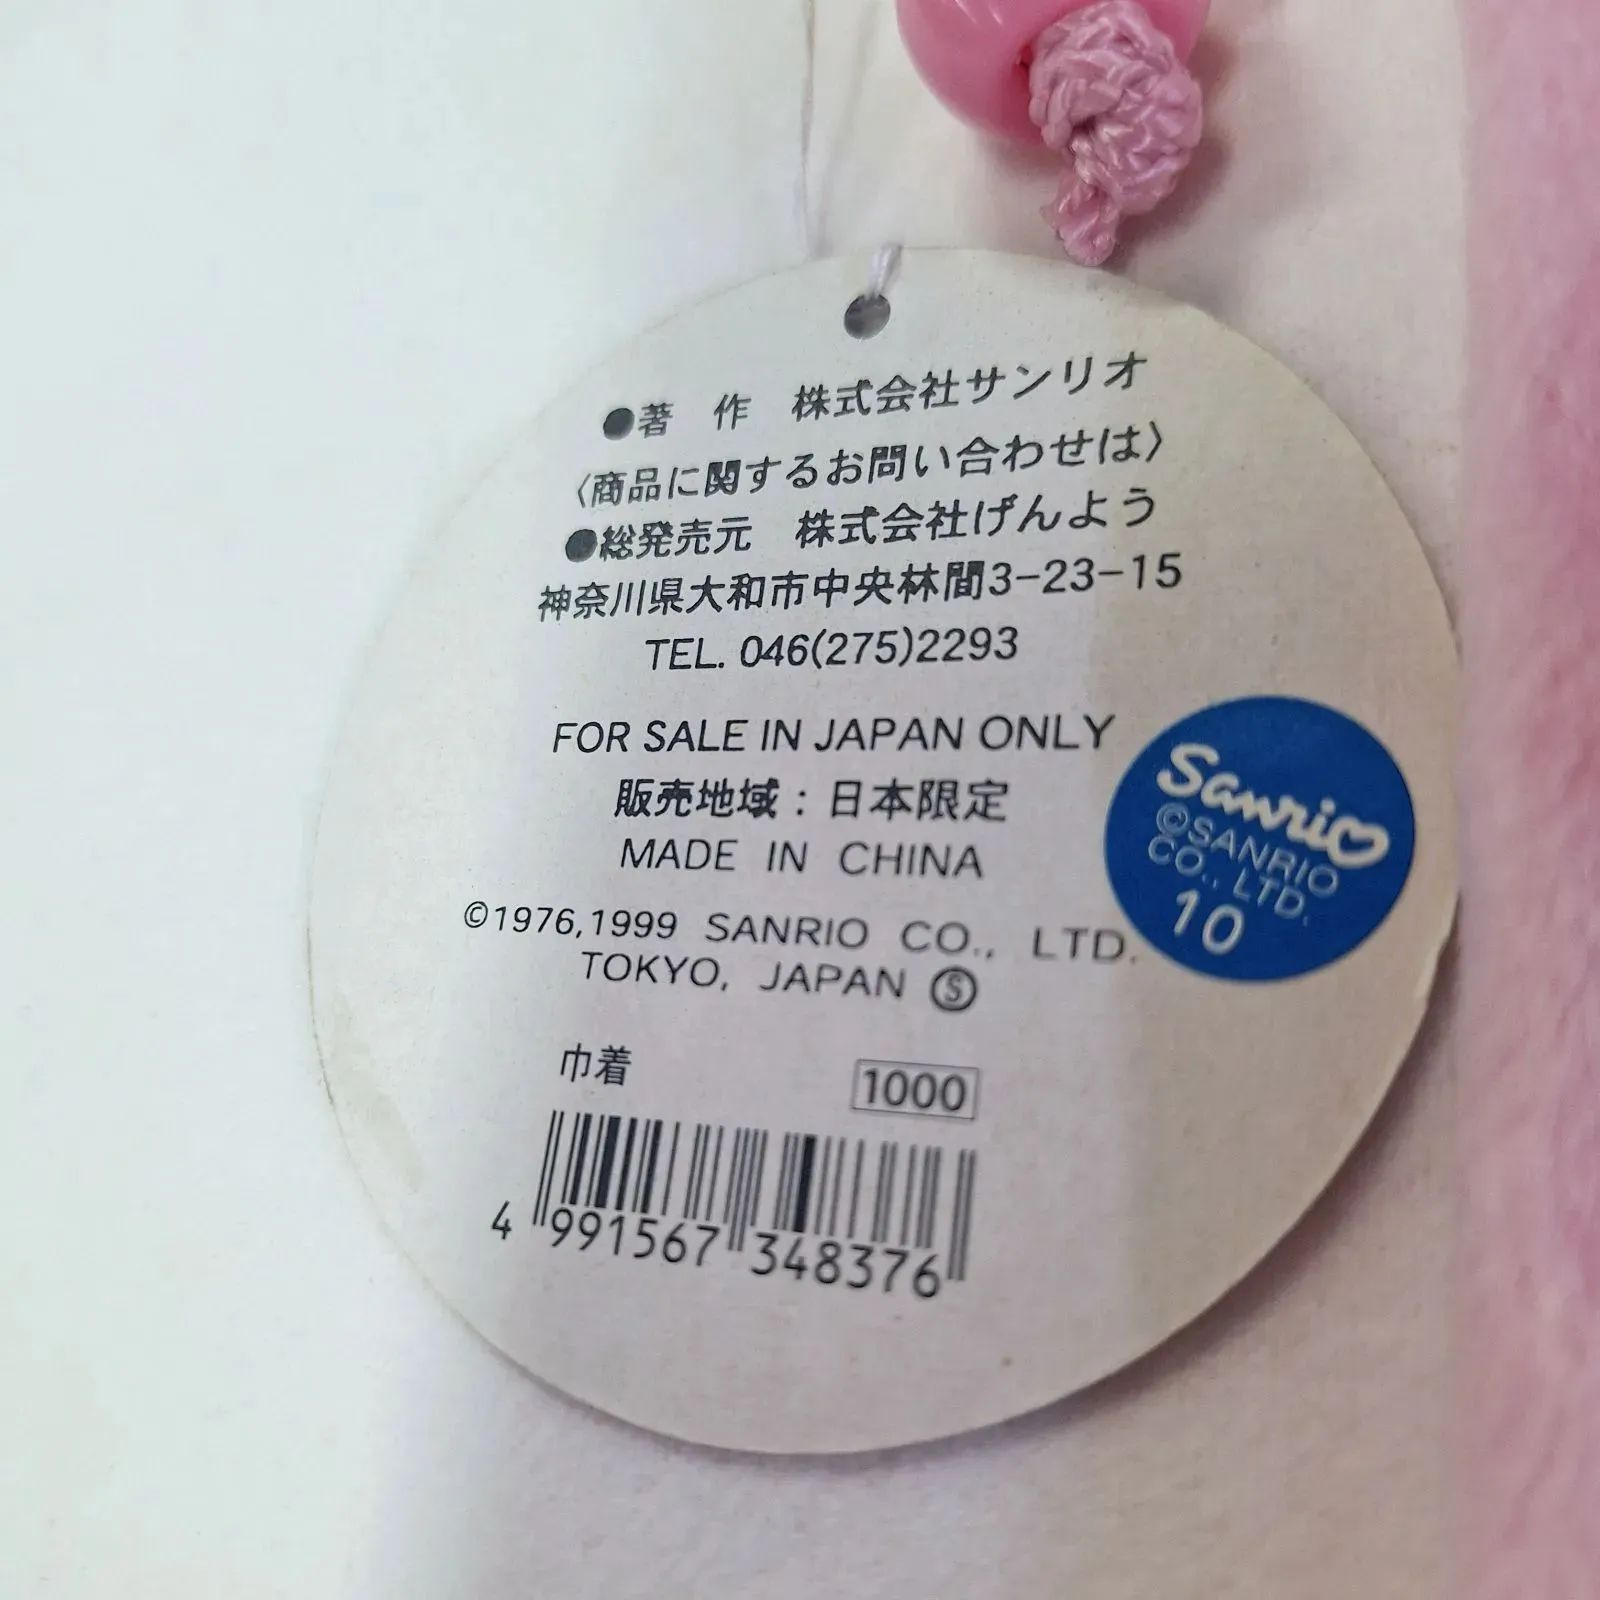 ●著 作 株式会社サンリオ
〈商品に関するお問い合わせは〉
●総発売元 株式会社げんよう
神奈川県大和市中央林間3-23-15
TEL. 046(275)2293
FOR SALE IN JAPAN ONLY
販売地域：日本限定
MADE IN CHINA
©1976,1999 SANRIO CO., LTD.
TOKYO, JAPAN Ⓢ
Sanrio
©SANRIO
CO., LTD.
10
巾着 1000
4 991567 348376